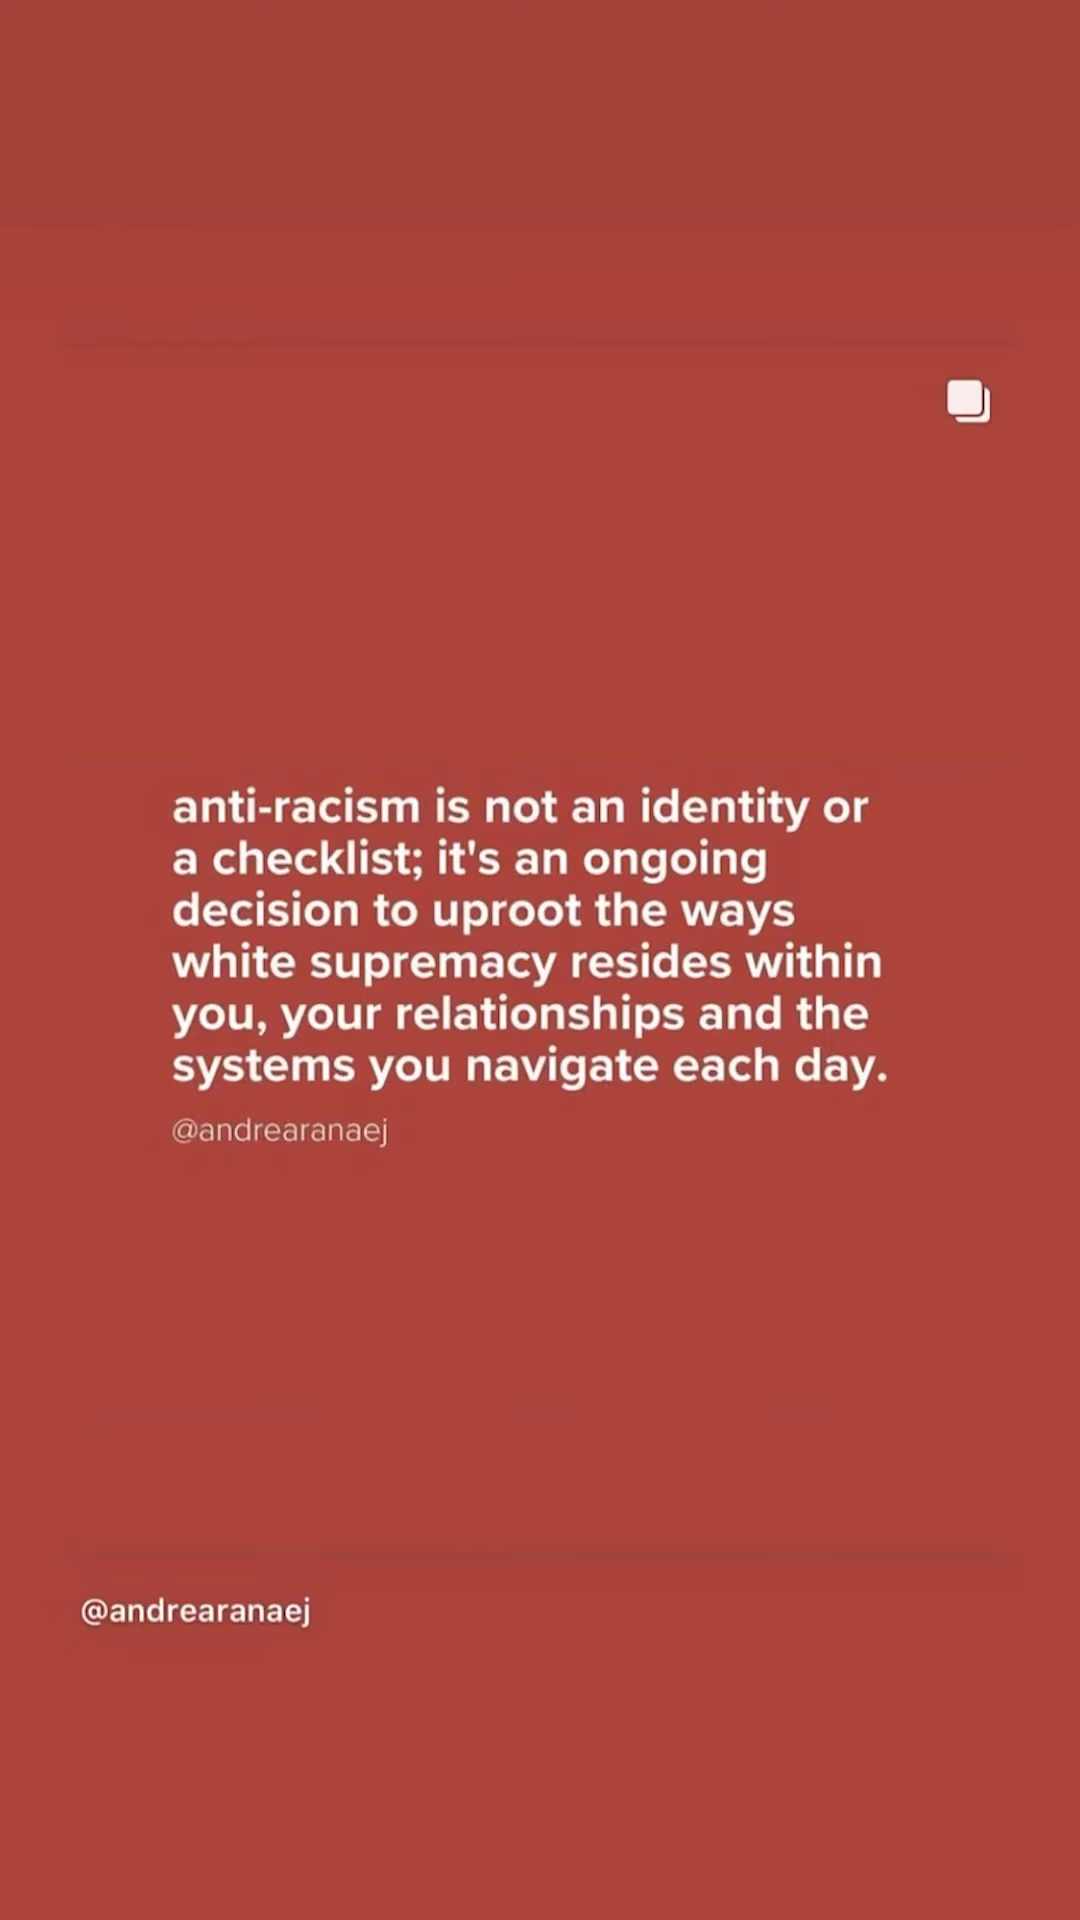 anti-racism is not an identity or
a checklist; it's an ongoing
decision to uproot the ways
white supremacy resides within
you, your relationships and the
systems you navigate each day.
@andrearanaej
@andrearanaej